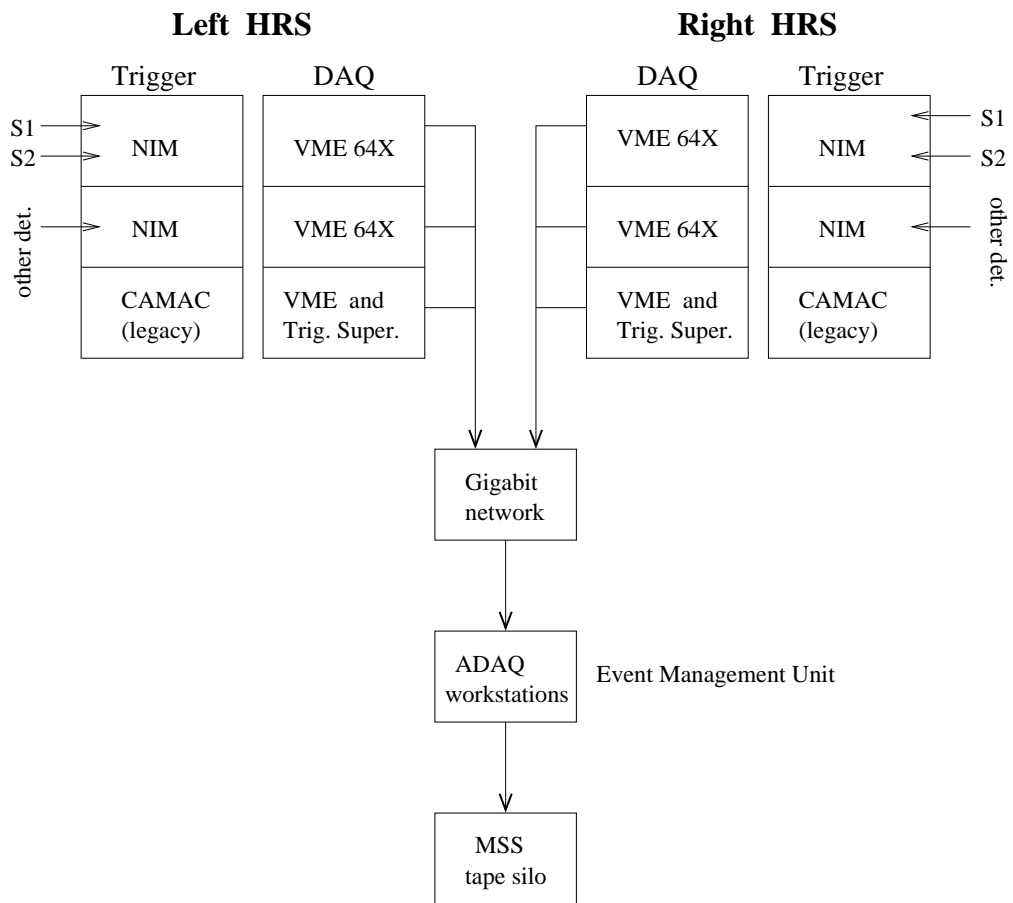 Left HRS
Right HRS
Trigger
DAQ
DAQ
Trigger
S1
S2
NIM
VME 64X
VME 64X
NIM
S1
S2
other det.
NIM
VME 64X
VME 64X
NIM
other det.
CAMAC
(legacy)
VME and
Trig. Super.
VME and
Trig. Super.
CAMAC
(legacy)
Gigabit
network
ADAQ
workstations
Event Management Unit
MSS
tape silo